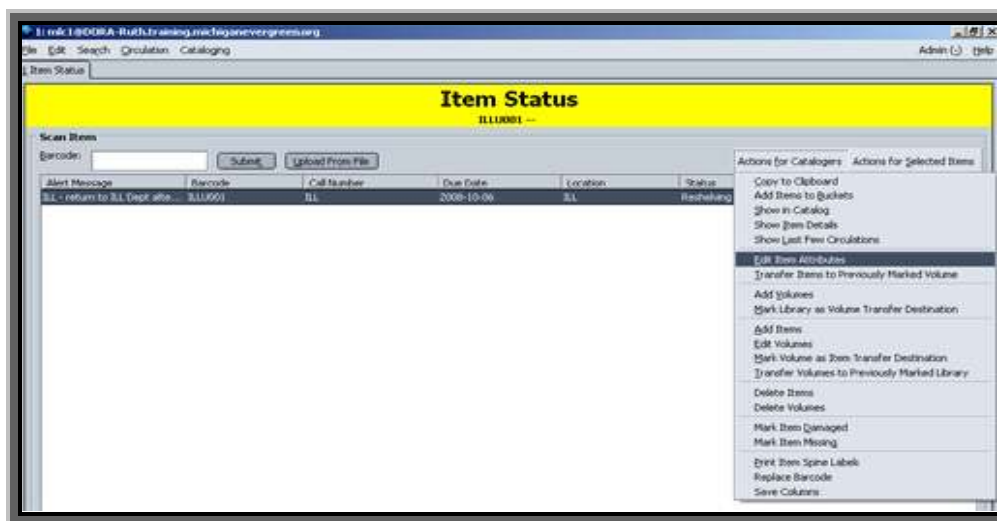 1: mlc1@DORA-Ruth.training.michiganevergreen.org
File Edit Search Circulation Cataloging Admin (-) Help
1 Item Status
Item Status
ILLU001 --
Scan Item
Barcode: Submit Upload From File Actions for Catalogers Actions for Selected Items
Alert Message Barcode Call Number Due Date Location Status
ILL - return to ILL Dept afte... ILLU001 ILL 2008-10-06 ILL Reshelving
Copy to Clipboard
Add Items to Buckets
Show in Catalog
Show Item Details
Show Last Few Circulations
Edit Item Attributes
Transfer Items to Previously Marked Volume
Add Volumes
Mark Library as Volume Transfer Destination
Add Items
Edit Volumes
Mark Volume as Item Transfer Destination
Transfer Volumes to Previously Marked Library
Delete Items
Delete Volumes
Mark Item Damaged
Mark Item Missing
Print Item Spine Labels
Replace Barcode
Save Columns